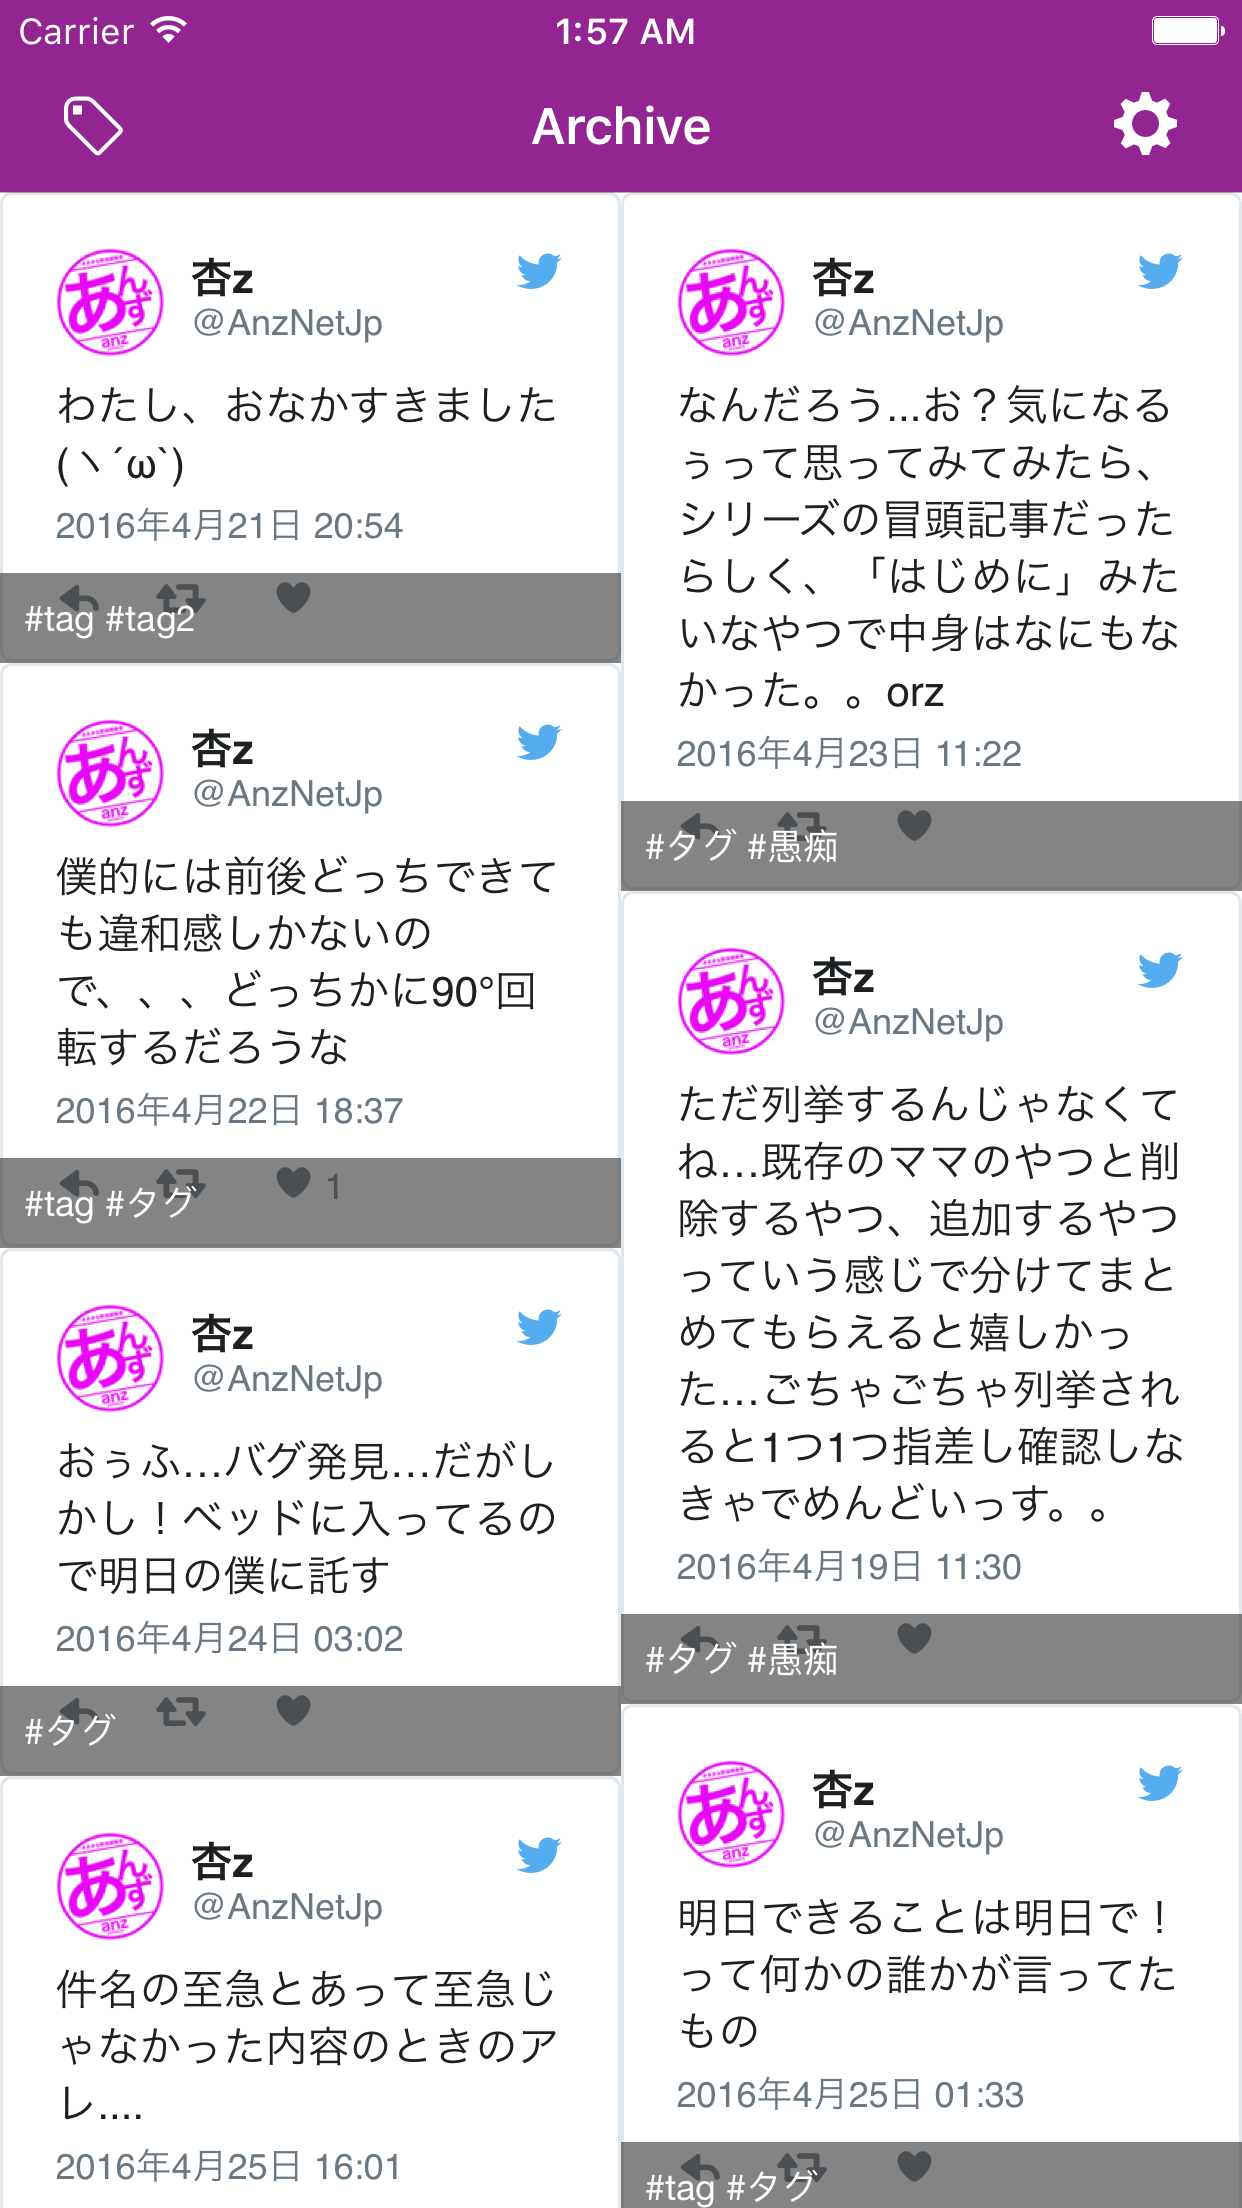 Carrier 1:57 AM
Archive
あんず
anz
杏z
@AnzNetJp
わたし、おなかすきました
(ヽ´ω`)
2016年4月21日 20:54
#tag #tag2
あんず
anz
杏z
@AnzNetJp
僕的には前後どっちできて
も違和感しかないの
で、、、どっちかに90°回
転するだろうな
2016年4月22日 18:37
1
#tag #タグ
あんず
anz
杏z
@AnzNetJp
おぅふ...バグ発見...だがし
かし！ベッドに入ってるの
で明日の僕に託す
2016年4月24日 03:02
#タグ
あんず
anz
杏z
@AnzNetJp
件名の至急とあって至急じ
ゃなかった内容のときのア
レ....
2016年4月25日 16:01
あんず
anz
杏z
@AnzNetJp
なんだろう...お？気になる
ぅって思ってみてみたら、
シリーズの冒頭記事だった
らしく、「はじめに」みた
いなやつで中身はなにもな
かった。。orz
2016年4月23日 11:22
#タグ #愚痴
あんず
anz
杏z
@AnzNetJp
ただ列挙するんじゃなくて
ね...既存のママのやつと削
除するやつ、追加するやつ
っていう感じで分けてまと
めてもらえると嬉しかっ
た...ごちゃごちゃ列挙され
ると1つ1つ指差し確認しな
きゃでめんどいっす。。
2016年4月19日 11:30
#タグ #愚痴
あんず
anz
杏z
@AnzNetJp
明日できることは明日で！
って何かの誰かが言ってた
もの
2016年4月25日 01:33
#tag #タグ